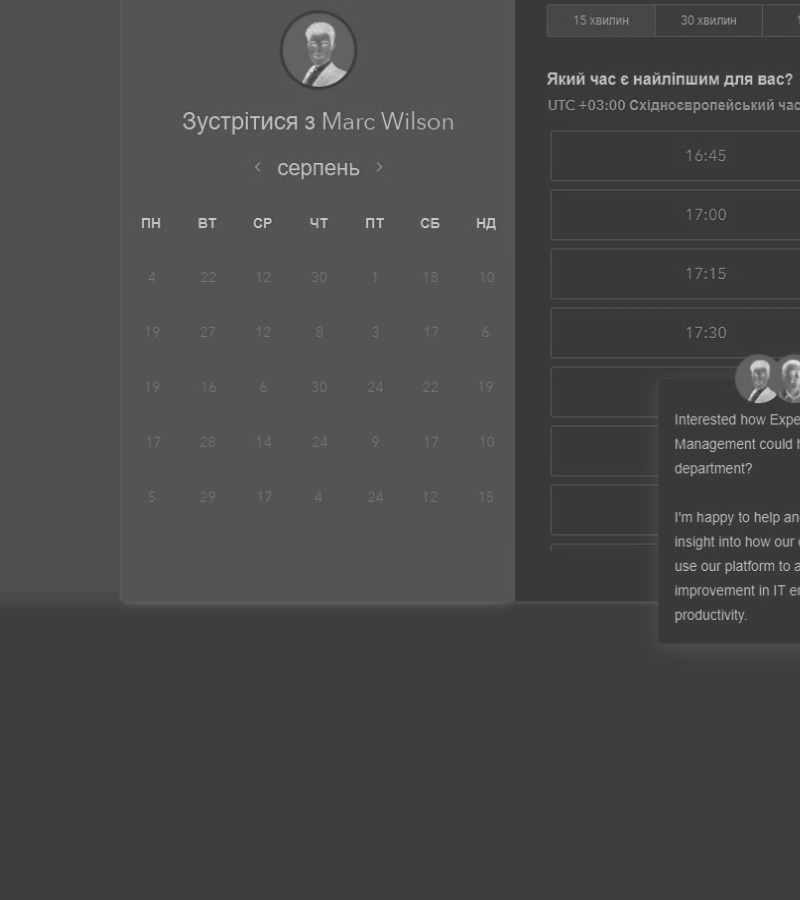 Зустрітися з Marc Wilson
серпень
ПН ВТ СР ЧТ ПТ СБ НД
4 22 12 30 1 18 10
19 27 12 8 3 17 6
19 16 6 30 24 22 19
17 28 14 24 9 17 10
5 29 17 4 24 12 15
15 хвилин 30 хвилин
Який час є найліпшим для вас?
UTC +03:00 Східноєвропейський час
16:45
17:00
17:15
17:30
Interested how Expe
Management could h
department?
I'm happy to help an
insight into how our
use our platform to a
improvement in IT e
productivity.